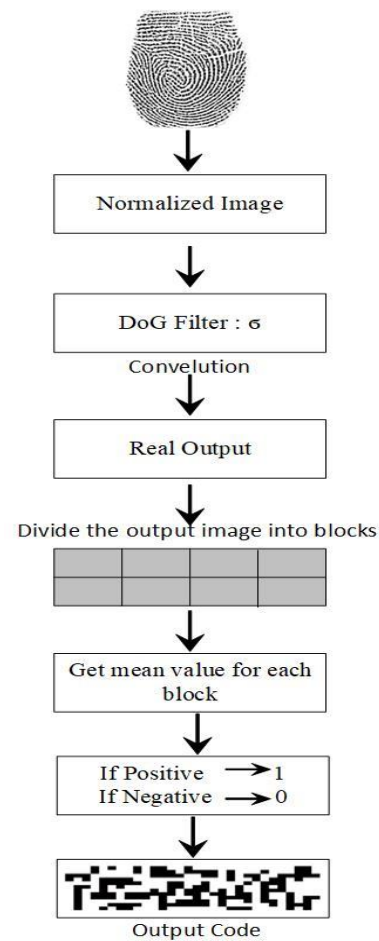 Normalized Image
DoG Filter : σ
Convelution
Real Output
Divide the output image into blocks
Get mean value for each
block
If Positive → 1
If Negative → 0
Output Code